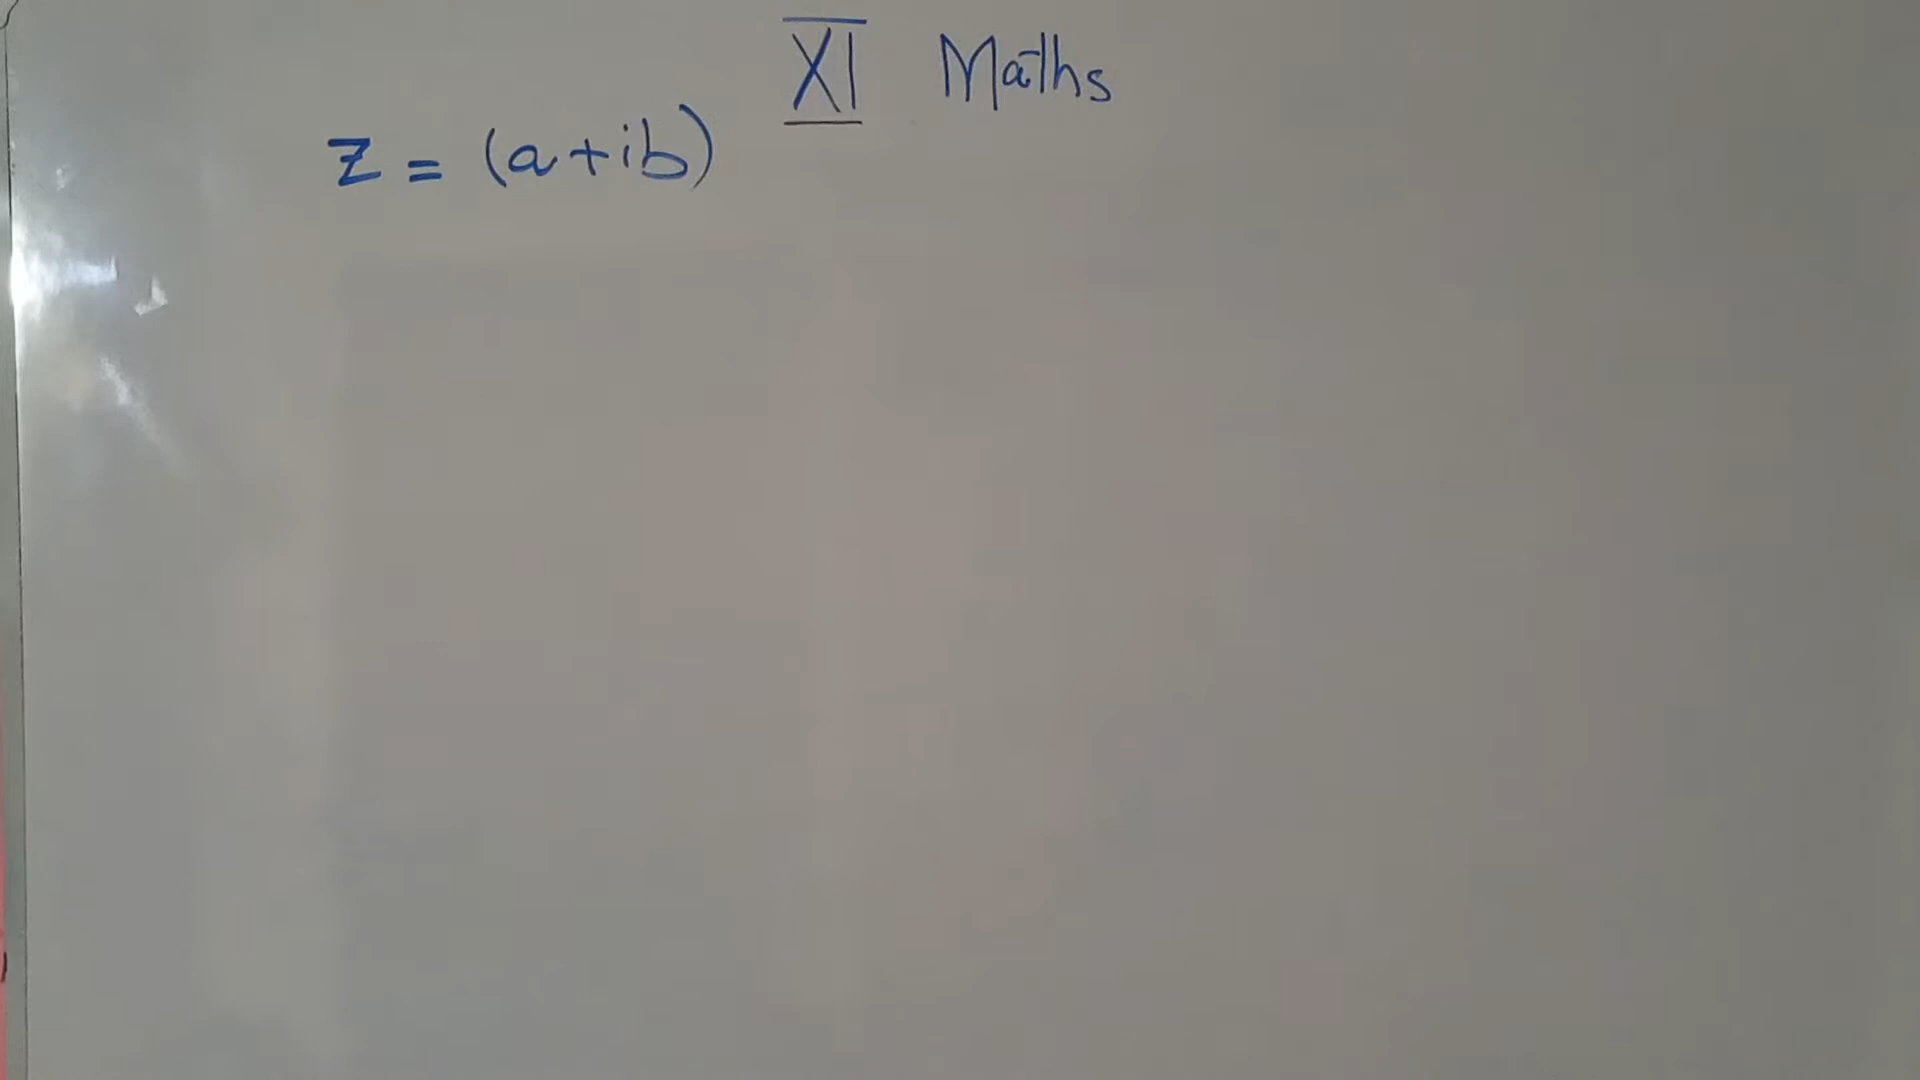 XI Maths
z = (a+ib)